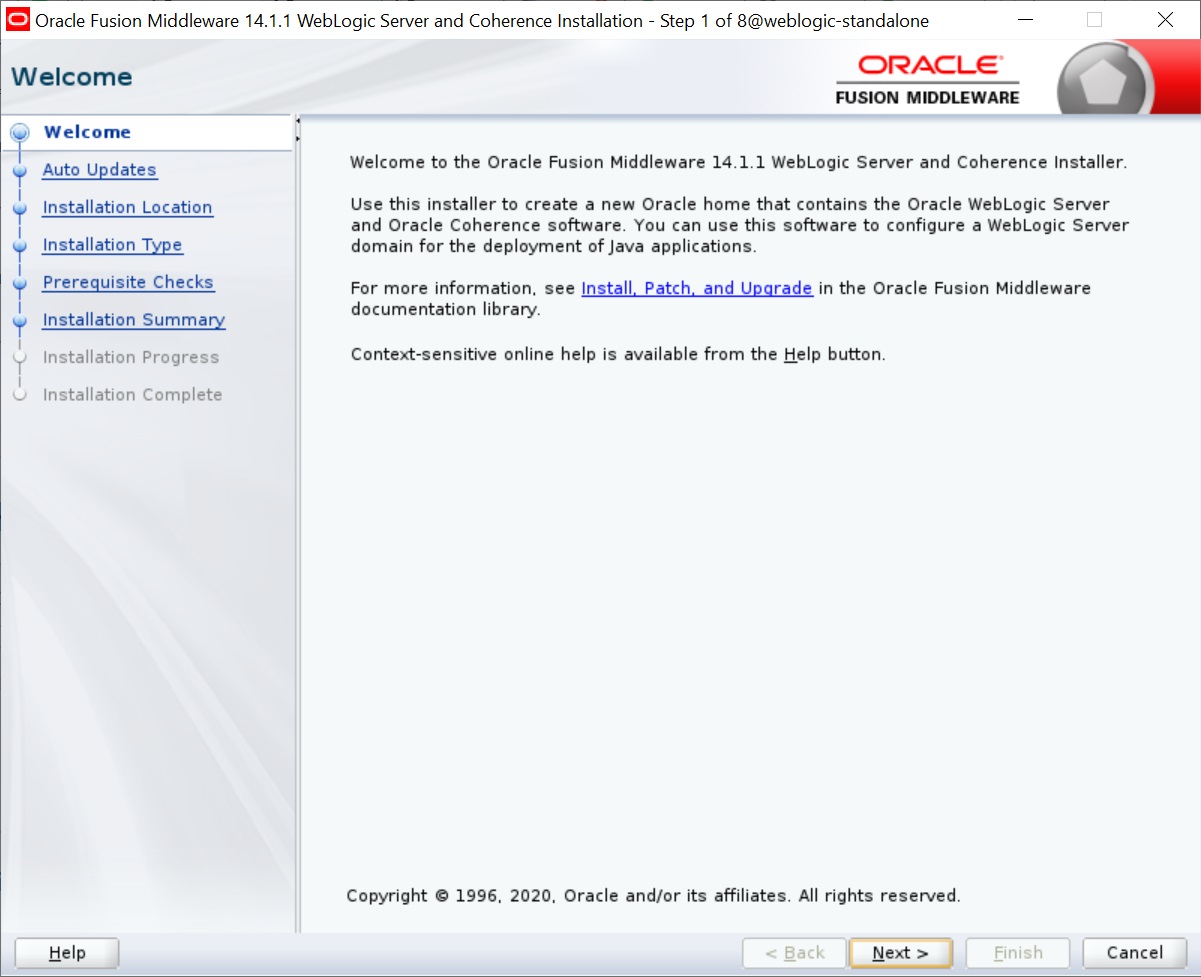 Oracle Fusion Middleware 14.1.1 WebLogic Server and Coherence Installation - Step 1 of 8@weblogic-standalone
Welcome
ORACLE®
FUSION MIDDLEWARE
Welcome
Auto Updates
Installation Location
Installation Type
Prerequisite Checks
Installation Summary
Installation Progress
Installation Complete
Welcome to the Oracle Fusion Middleware 14.1.1 WebLogic Server and Coherence Installer.
Use this installer to create a new Oracle home that contains the Oracle WebLogic Server
and Oracle Coherence software. You can use this software to configure a WebLogic Server
domain for the deployment of Java applications.
For more information, see Install, Patch, and Upgrade in the Oracle Fusion Middleware
documentation library.
Context-sensitive online help is available from the Help button.
Copyright © 1996, 2020, Oracle and/or its affiliates. All rights reserved.
Help
< Back
Next >
Finish
Cancel